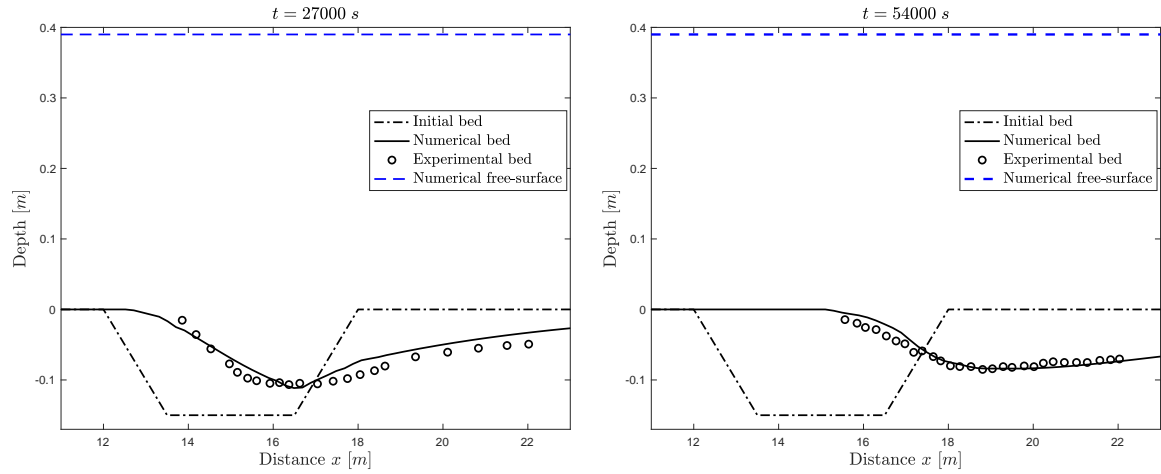 t = 27000 s
0.4
0.3
0.2
0.1
0
-0.1
Depth [m]
Initial bed
Numerical bed
Experimental bed
Numerical free-surface
12 14 16 18 20 22
Distance x [m]
t = 54000 s
0.4
0.3
0.2
0.1
0
-0.1
Depth [m]
Initial bed
Numerical bed
Experimental bed
Numerical free-surface
12 14 16 18 20 22
Distance x [m]